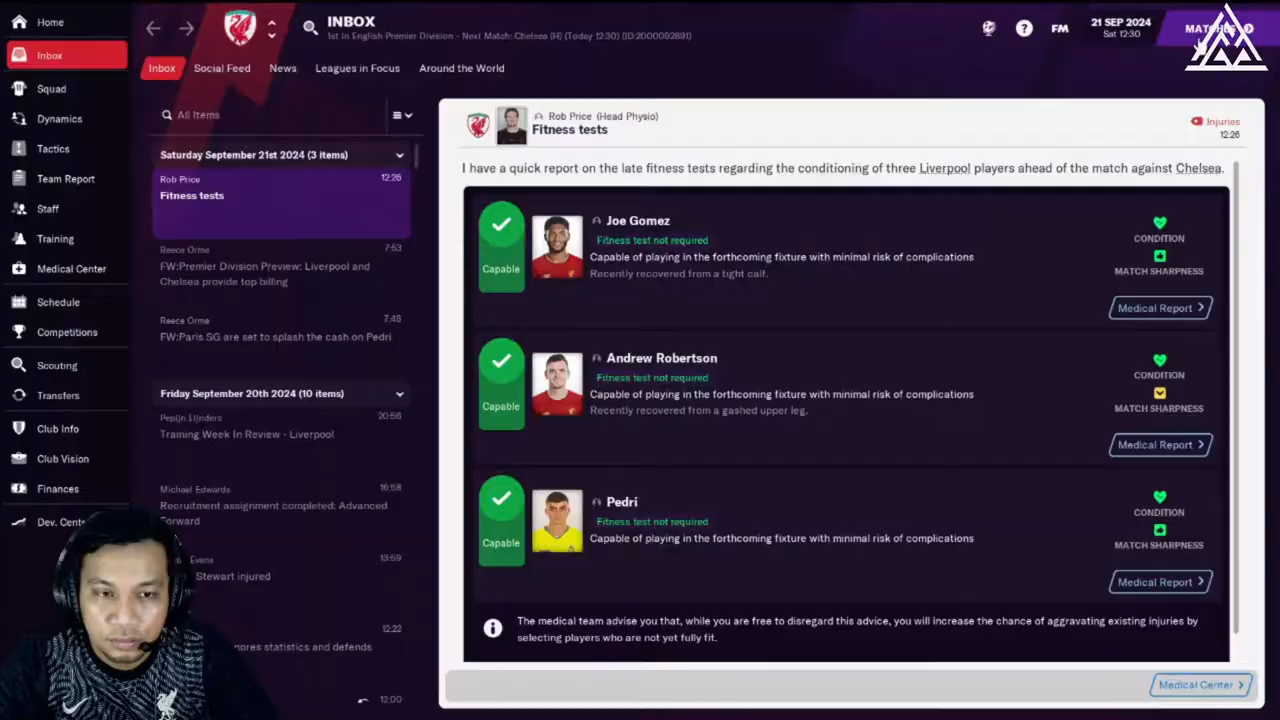 Home
Inbox
Squad
Dynamics
Tactics
Team Report
Staff
Training
Medical Center
Schedule
Competitions
Scouting
Transfers
Club Info
Club Vision
Finances
Dev. Cent
INBOX
1st In English Premier Division - Next Match: Chelsea (H) (Today 12:30) (ID:2000092891)
FM
21 SEP 2024
Sat 12:30
Inbox
Social Feed
News
Leagues in Focus
Around the World
All Items
Saturday September 21st 2024 (3 items)
Rob Price 12:26
Fitness tests
Reece Orme 7:53
FW:Premier Division Preview: Liverpool and
Chelsea provide top billing
Reece Orme 7:48
FW:Paris SG are set to splash the cash on Pedri
Friday September 20th 2024 (10 items)
Pepijn Lijnders 20:56
Training Week In Review - Liverpool
Michael Edwards 16:58
Recruitment assignment completed: Advanced
Forward
Evans 13:59
Stewart injured
12:22
nores statistics and defends
12:00
Rob Price (Head Physio)
Fitness tests
Injuries
12:26
I have a quick report on the late fitness tests regarding the conditioning of three Liverpool players ahead of the match against Chelsea.
Capable
Joe Gomez
Fitness test not required
Capable of playing in the forthcoming fixture with minimal risk of complications
Recently recovered from a tight calf.
CONDITION
MATCH SHARPNESS
Medical Report
Capable
Andrew Robertson
Fitness test not required
Capable of playing in the forthcoming fixture with minimal risk of complications
Recently recovered from a gashed upper leg.
CONDITION
MATCH SHARPNESS
Medical Report
Capable
Pedri
Fitness test not required
Capable of playing in the forthcoming fixture with minimal risk of complications
CONDITION
MATCH SHARPNESS
Medical Report
The medical team advise you that, while you are free to disregard this advice, you will increase the chance of aggravating existing injuries by
selecting players who are not yet fully fit.
Medical Center